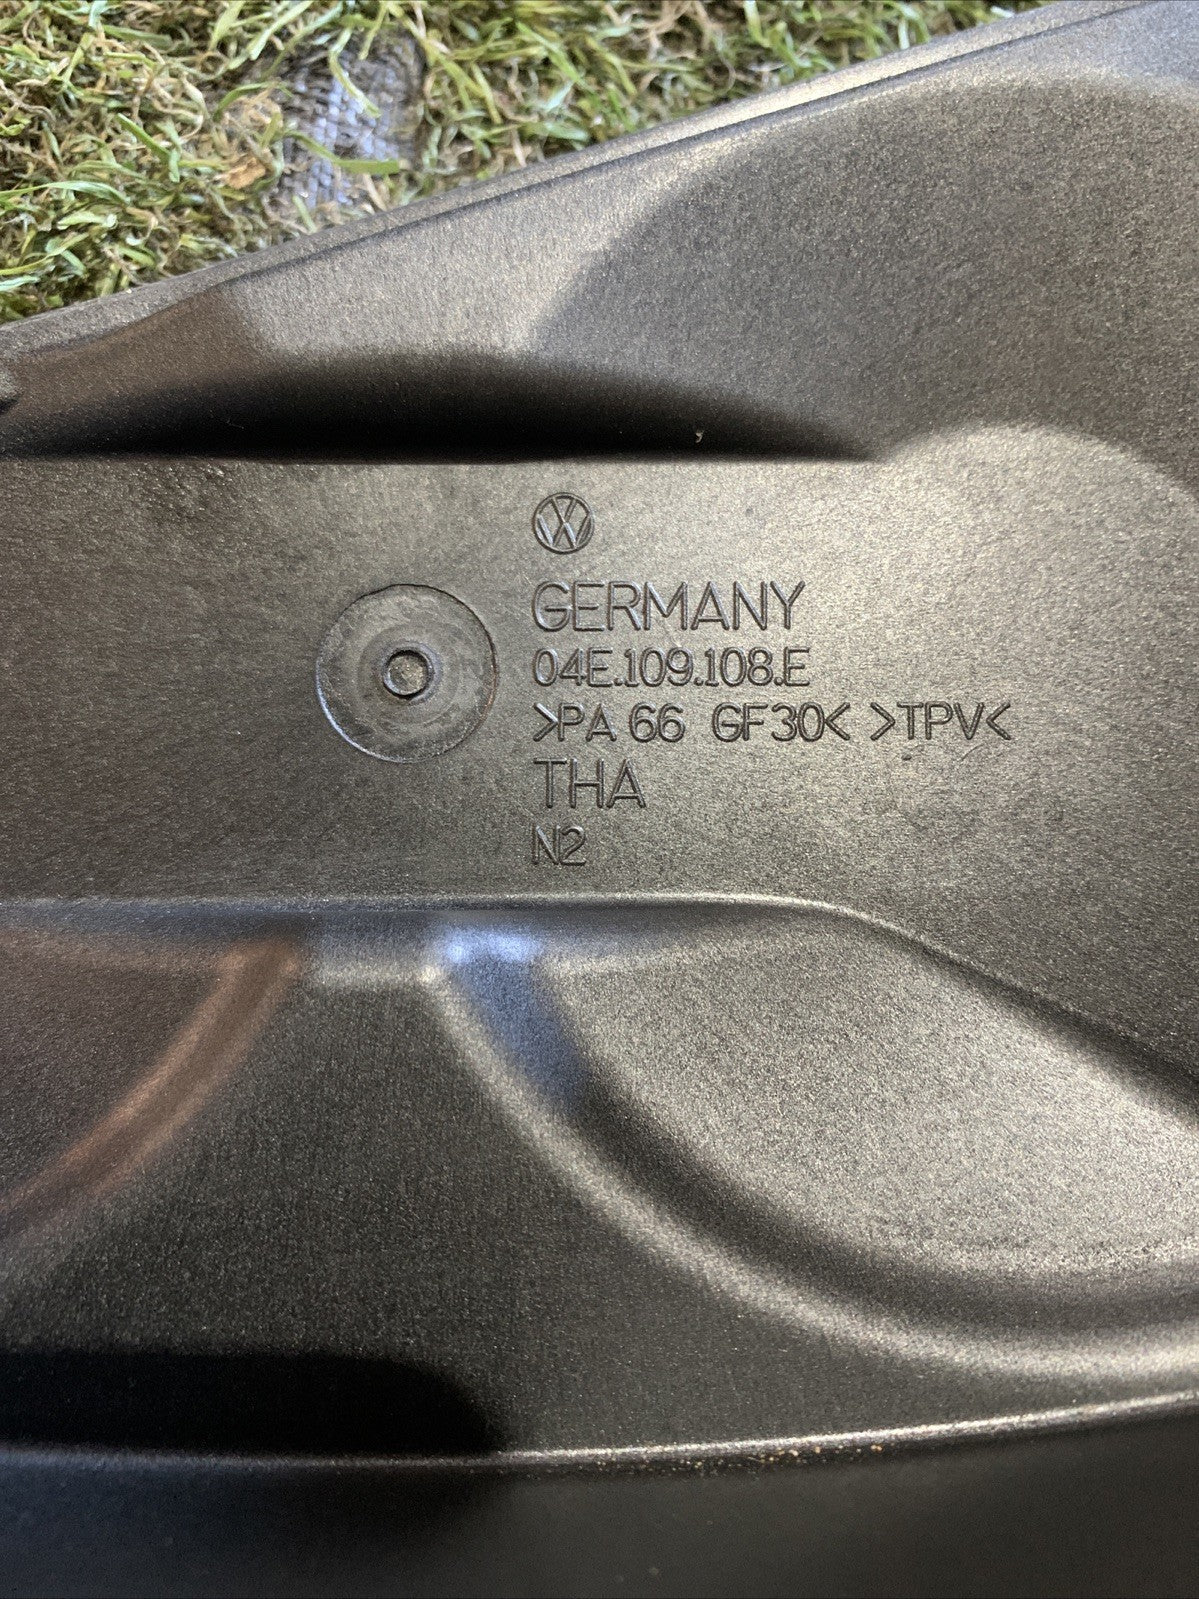 GERMANY
04E.109.108.E
>PA 66 GF30< >TPV<
THA
N2